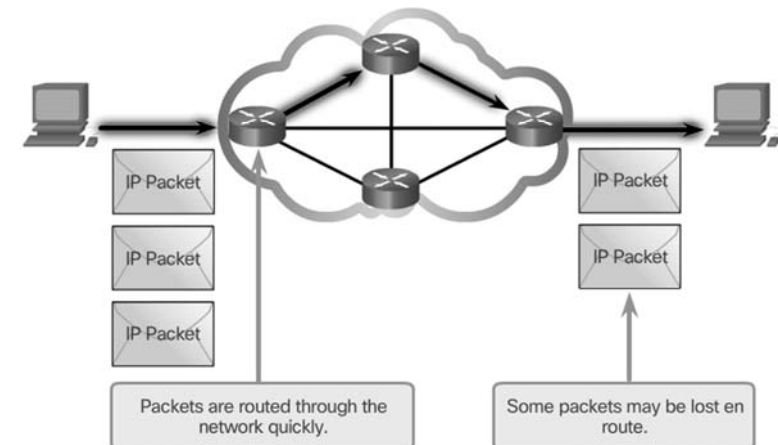 IP Packet
IP Packet
IP Packet
IP Packet
IP Packet
Packets are routed through the
network quickly.
Some packets may be lost en
route.